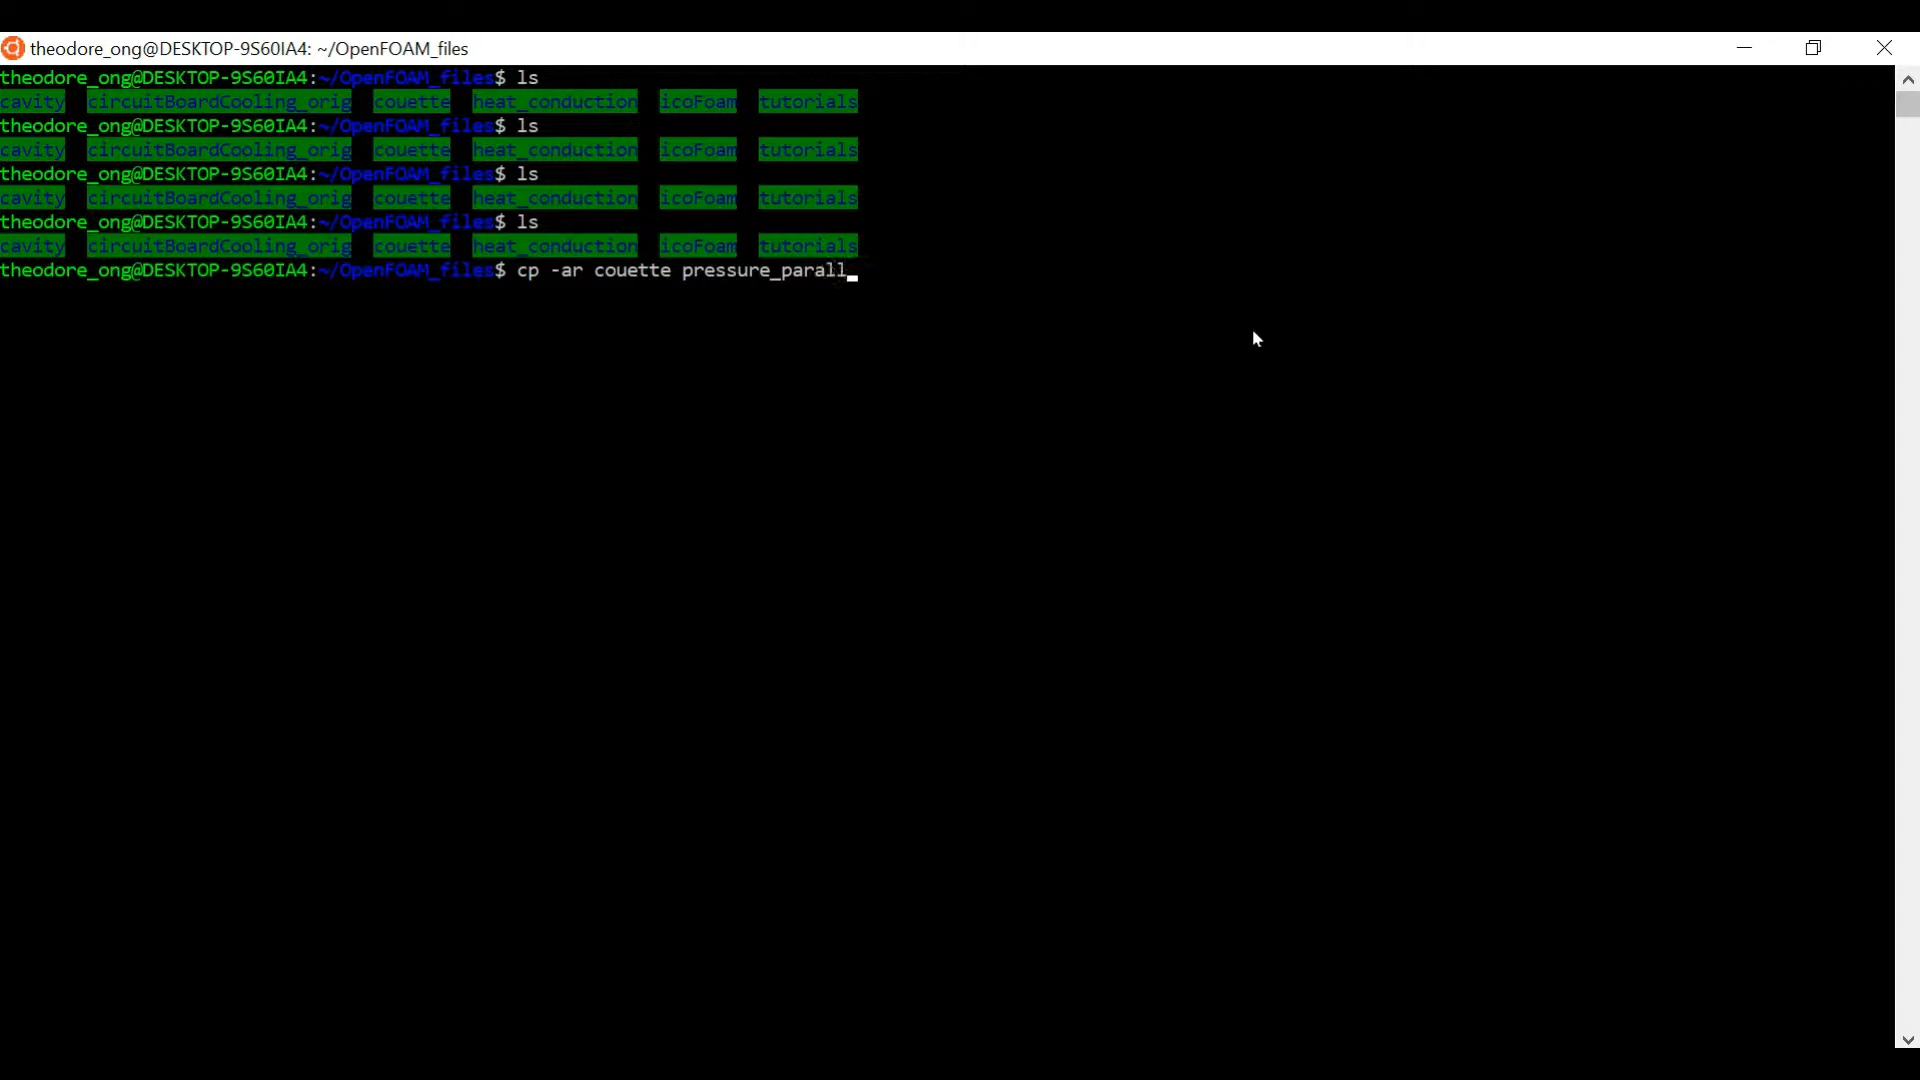 theodore_ong@DESKTOP-9S60IA4: ~/OpenFOAM_files
theodore_ong@DESKTOP-9S60IA4:~/OpenFOAM_files$ ls
cavity circuitBoardCooling_orig couette heat_conduction icoFoam tutorials
theodore_ong@DESKTOP-9S60IA4:~/OpenFOAM_files$ ls
cavity circuitBoardCooling_orig couette heat_conduction icoFoam tutorials
theodore_ong@DESKTOP-9S60IA4:~/OpenFOAM_files$ ls
cavity circuitBoardCooling_orig couette heat_conduction icoFoam tutorials
theodore_ong@DESKTOP-9S60IA4:~/OpenFOAM_files$ ls
cavity circuitBoardCooling_orig couette heat_conduction icoFoam tutorials
theodore_ong@DESKTOP-9S60IA4:~/OpenFOAM_files$ cp -ar couette pressure_parall